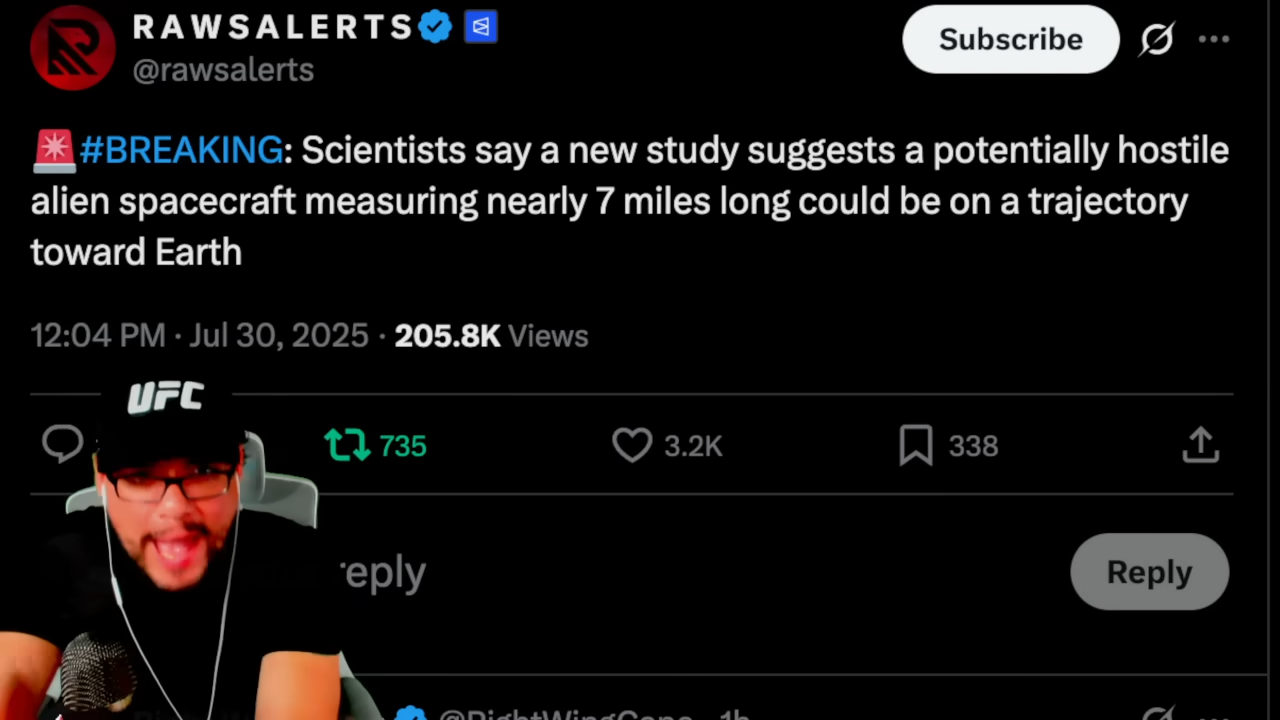 RAWSALERTS
@rawsalerts
Subscribe
#BREAKING: Scientists say a new study suggests a potentially hostile
alien spacecraft measuring nearly 7 miles long could be on a trajectory
toward Earth
12:04 PM · Jul 30, 2025 · 205.8K Views
UFC
735
3.2K
338
reply
Reply
@RightWingCope · 1h